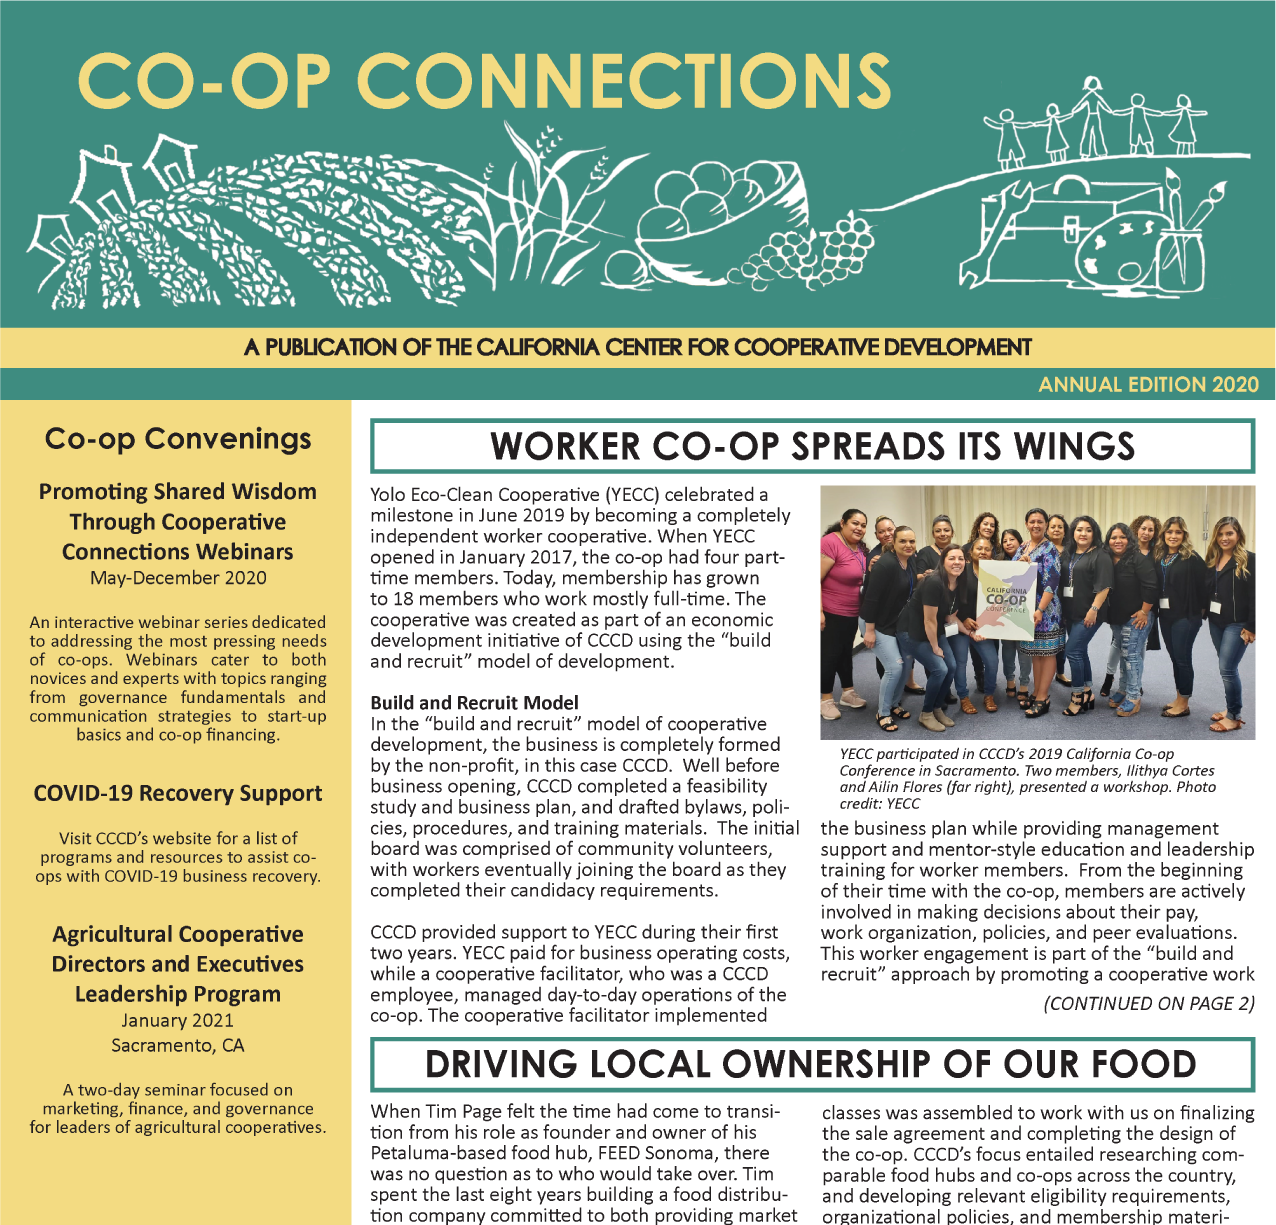 CO-OP CONNECTIONS
A PUBLICATION OF THE CALIFORNIA CENTER FOR COOPERATIVE DEVELOPMENT
ANNUAL EDITION 2020
Co-op Convenings
Promoting Shared Wisdom
Through Cooperative
Connections Webinars
May-December 2020
An interactive webinar series dedicated
to addressing the most pressing needs
of co-ops. Webinars cater to both
novices and experts with topics ranging
from governance fundamentals and
communication strategies to start-up
basics and co-op financing.
COVID-19 Recovery Support
Visit CCCD's website for a list of
programs and resources to assist co-
ops with COVID-19 business recovery.
Agricultural Cooperative
Directors and Executives
Leadership Program
January 2021
Sacramento, CA
A two-day seminar focused on
marketing, finance, and governance
for leaders of agricultural cooperatives.
WORKER CO-OP SPREADS ITS WINGS
Yolo Eco-Clean Cooperative (YECC) celebrated a
milestone in June 2019 by becoming a completely
independent worker cooperative. When YECC
opened in January 2017, the co-op had four part-
time members. Today, membership has grown
to 18 members who work mostly full-time. The
cooperative was created as part of an economic
development initiative of CCCD using the “build
and recruit” model of development.
Build and Recruit Model
In the “build and recruit” model of cooperative
development, the business is completely formed
by the non-profit, in this case CCCD.  Well before
business opening, CCCD completed a feasibility
study and business plan, and drafted bylaws, poli-
cies, procedures, and training materials.  The initial
board was comprised of community volunteers,
with workers eventually joining the board as they
completed their candidacy requirements.
CCCD provided support to YECC during their first
two years. YECC paid for business operating costs,
while a cooperative facilitator, who was a CCCD
employee, managed day-to-day operations of the
co-op. The cooperative facilitator implemented
CALIFORNIA
CO-OP
CONFERENCE
YECC participated in CCCD's 2019 California Co-op
Conference in Sacramento. Two members, Ilithya Cortes
and Ailin Flores (far right), presented a workshop. Photo
credit: YECC
the business plan while providing management
support and mentor-style education and leadership
training for worker members.  From the beginning
of their time with the co-op, members are actively
involved in making decisions about their pay,
work organization, policies, and peer evaluations.
This worker engagement is part of the “build and
recruit” approach by promoting a cooperative work
(CONTINUED ON PAGE 2)
DRIVING LOCAL OWNERSHIP OF OUR FOOD
When Tim Page felt the time had come to transi-
tion from his role as founder and owner of his
Petaluma-based food hub, FEED Sonoma, there
was no question as to who would take over. Tim
spent the last eight years building a food distribu-
tion company committed to both providing market
classes was assembled to work with us on finalizing
the sale agreement and completing the design of
the co-op. CCCD's focus entailed researching com-
parable food hubs and co-ops across the country,
and developing relevant eligibility requirements,
organizational policies, and membership materi-